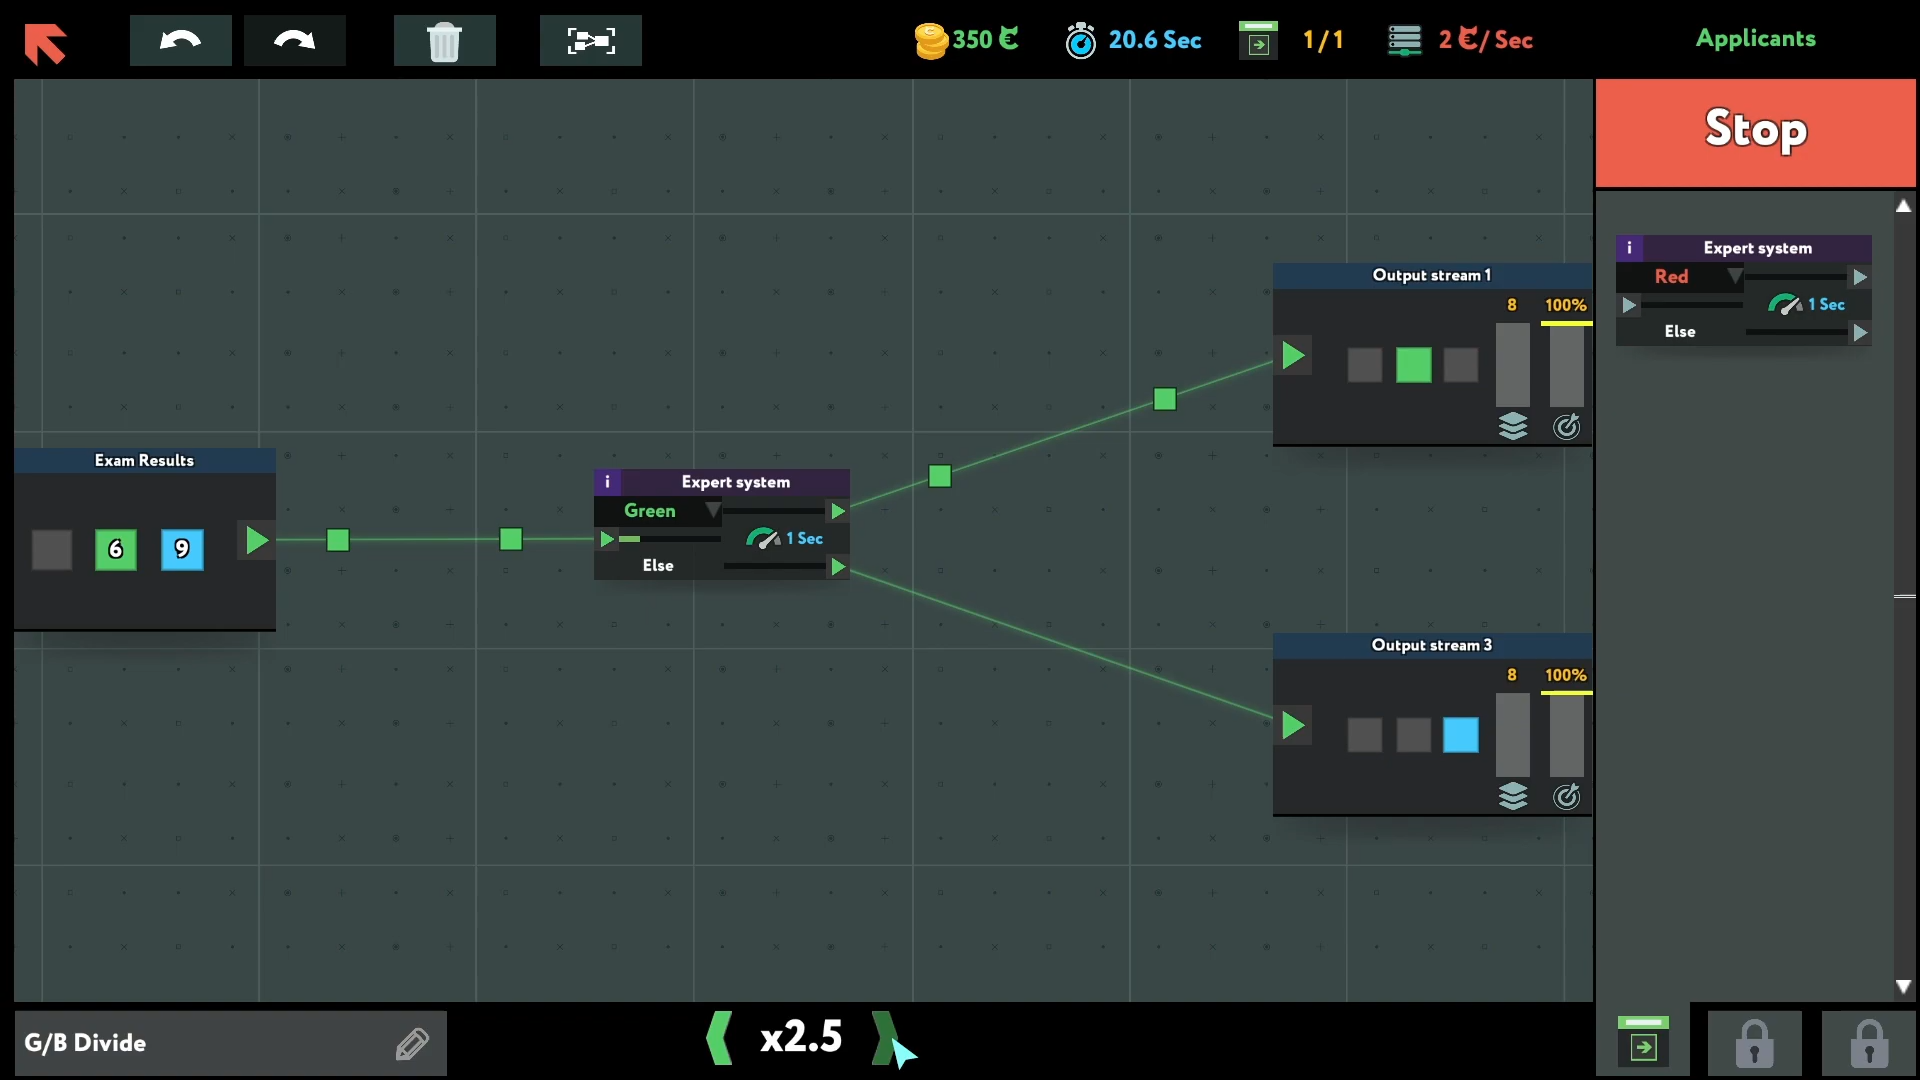 350 €
20.6 Sec
1/1
2 €/ Sec
Applicants
Stop
i Expert system
Red
1 Sec
Else
Output stream 1
8 100%
Exam Results
6 9
i Expert system
Green
1 Sec
Else
Output stream 3
8 100%
G/B Divide
x2.5